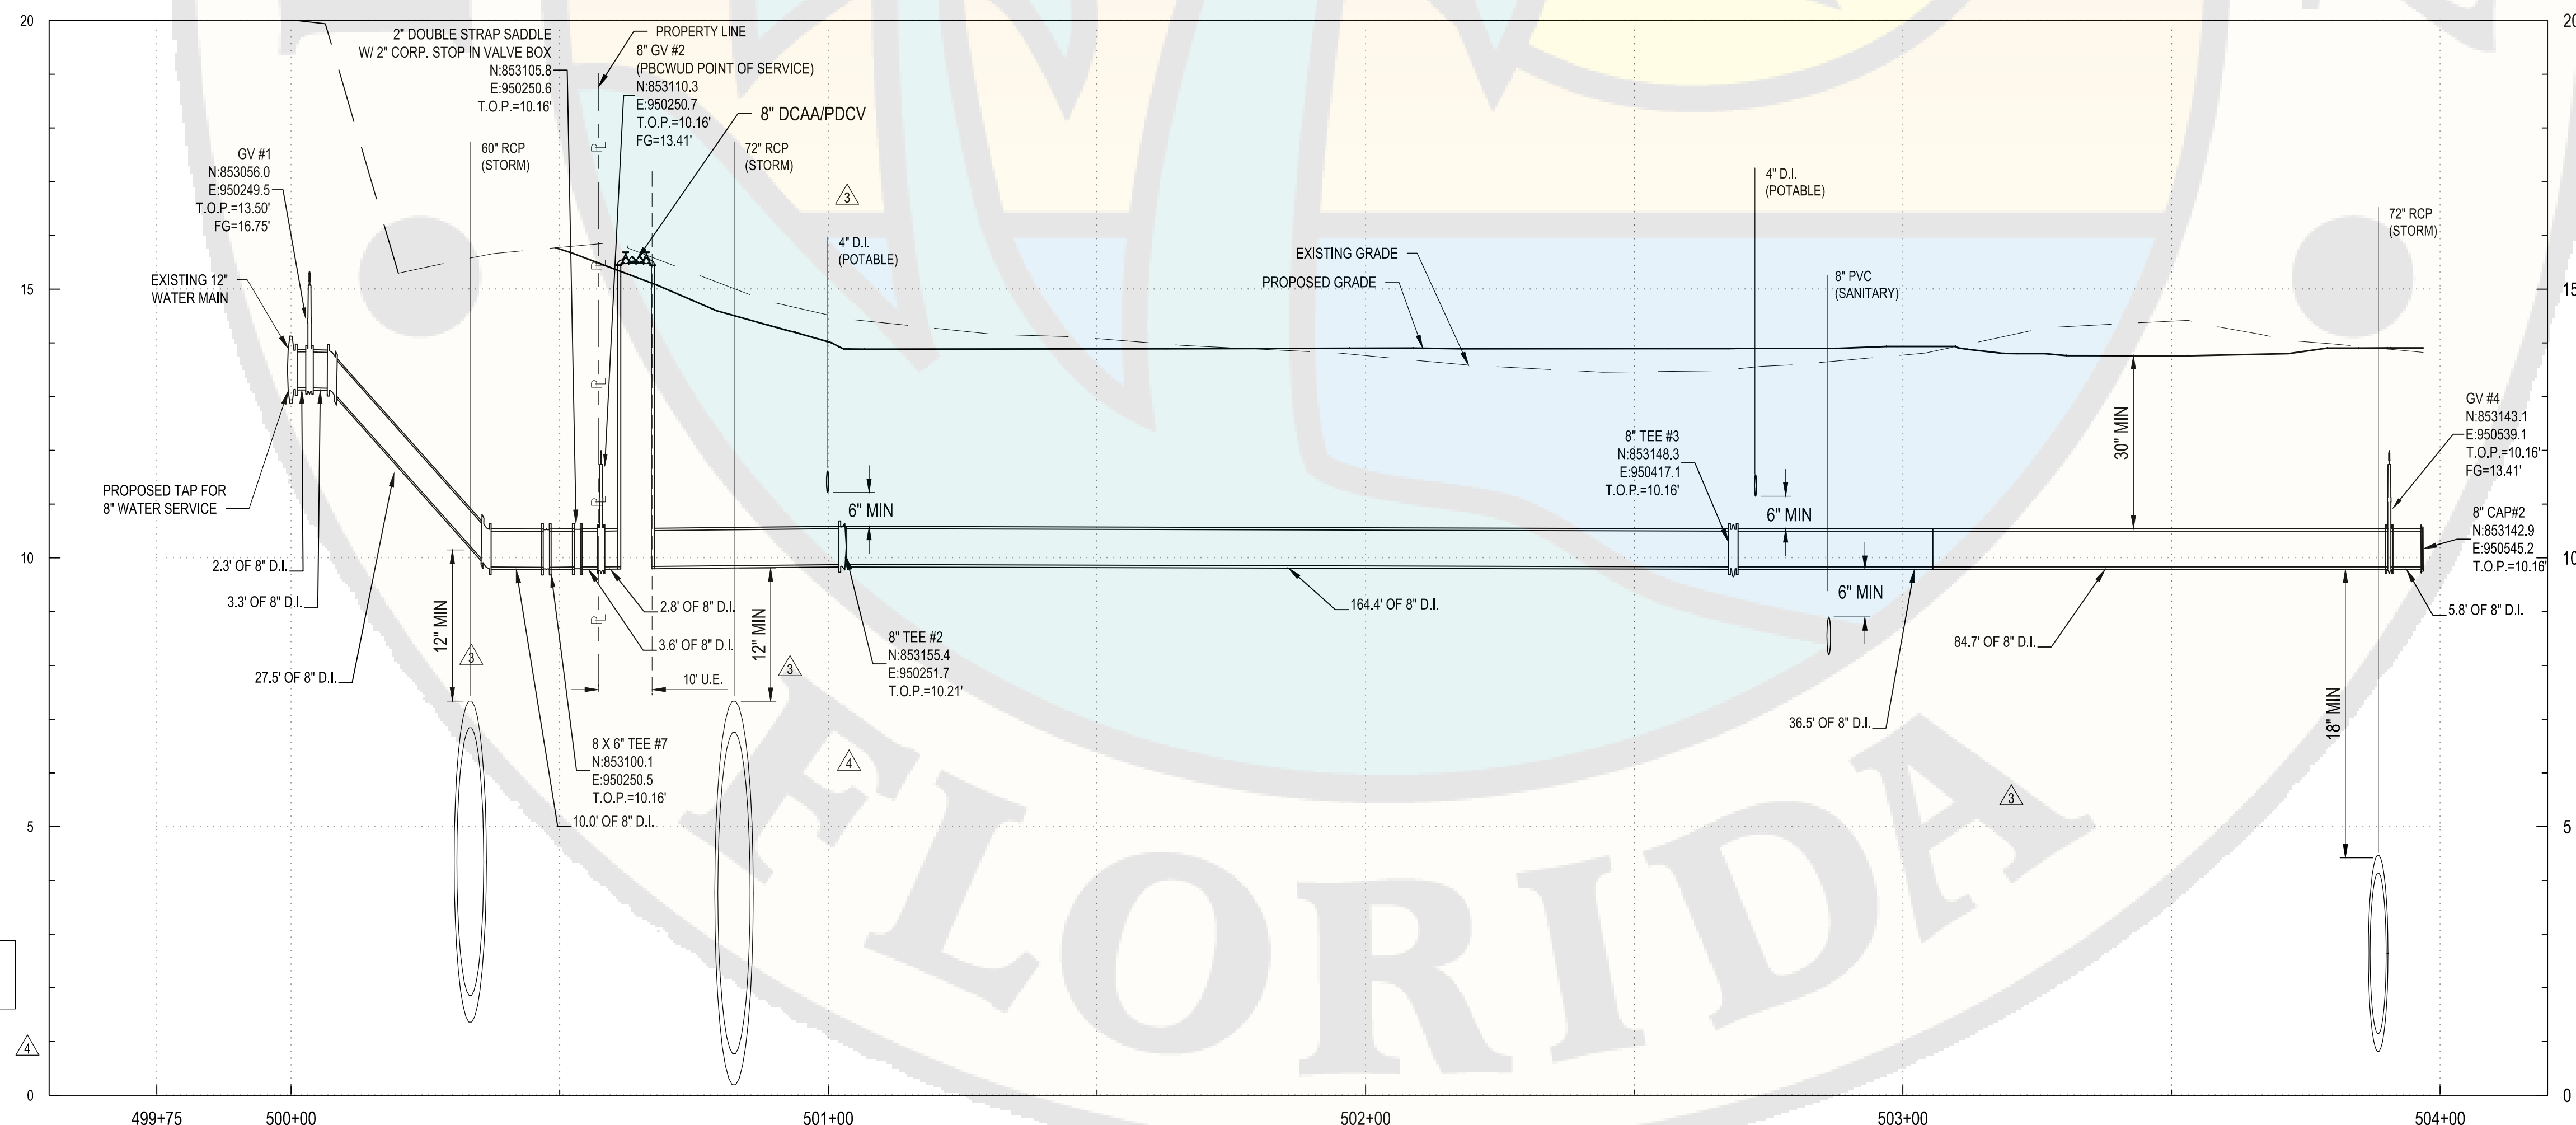 20
20
2" DOUBLE STRAP SADDLE
W/ 2" CORP. STOP IN VALVE BOX
N:853105.8
E:950250.6
T.O.P.=10.16'
PROPERTY LINE
8" GV #2
(PBCWUD POINT OF SERVICE)
N:853110.3
E:950250.7
T.O.P.=10.16'
FG=13.41'
8" DCAA/PDCV
GV #1
N:853056.0
E:950249.5
T.O.P.=13.50'
FG=16.75'
60" RCP
(STORM)
72" RCP
(STORM)
3
4" D.I.
(POTABLE)
4" D.I.
(POTABLE)
72" RCP
(STORM)
EXISTING 12"
WATER MAIN
EXISTING GRADE
PROPOSED GRADE
8" PVC
(SANITARY)
15
15
PL
PL
PL
PL
PL
PL
GV #4
N:853143.1
E:950539.1
T.O.P.=10.16'
FG=13.41'
30" MIN
8" TEE #3
N:853148.3
E:950417.1
T.O.P.=10.16'
PROPOSED TAP FOR
8" WATER SERVICE
6" MIN
6" MIN
8" CAP#2
N:853142.9
E:950545.2
T.O.P.=10.16'
10
10
2.3' OF 8" D.I.
3.3' OF 8" D.I.
12" MIN
2.8' OF 8" D.I.
3.6' OF 8" D.I.
12" MIN
164.4' OF 8" D.I.
6" MIN
5.8' OF 8" D.I.
8" TEE #2
N:853155.4
E:950251.7
T.O.P.=10.21'
84.7' OF 8" D.I.
3
3
27.5' OF 8" D.I.
10' U.E.
36.5' OF 8" D.I.
18" MIN
8 X 6" TEE #7
N:853100.1
E:950250.5
T.O.P.=10.16'
4
3
10.0' OF 8" D.I.
5
5
FLORIDA
4
0
0
499+75
500+00
501+00
502+00
503+00
504+00